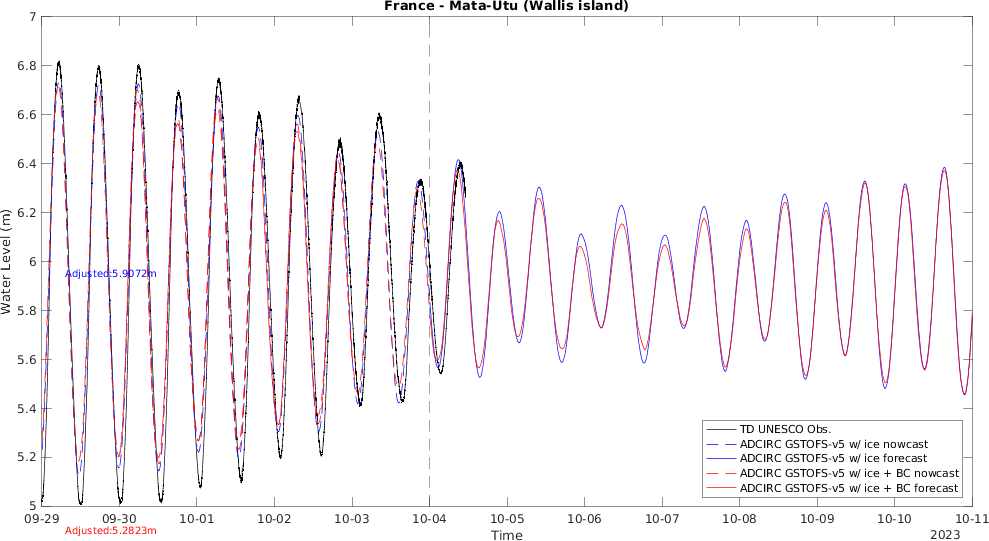 France - Mata-Utu (Wallis island)
7
6.8
6.6
6.4
6.2
6
5.8
5.6
5.4
5.2
5
Water Level (m)
Adjusted:5.9072m
Adjusted:5.2823m
TD UNESCO Obs.
ADCIRC GSTOFS-v5 w/ ice nowcast
ADCIRC GSTOFS-v5 w/ ice forecast
ADCIRC GSTOFS-v5 w/ ice + BC nowcast
ADCIRC GSTOFS-v5 w/ ice + BC forecast
09-29 09-30 10-01 10-02 10-03 10-04 10-05 10-06 10-07 10-08 10-09 10-10 10-11
Time
2023